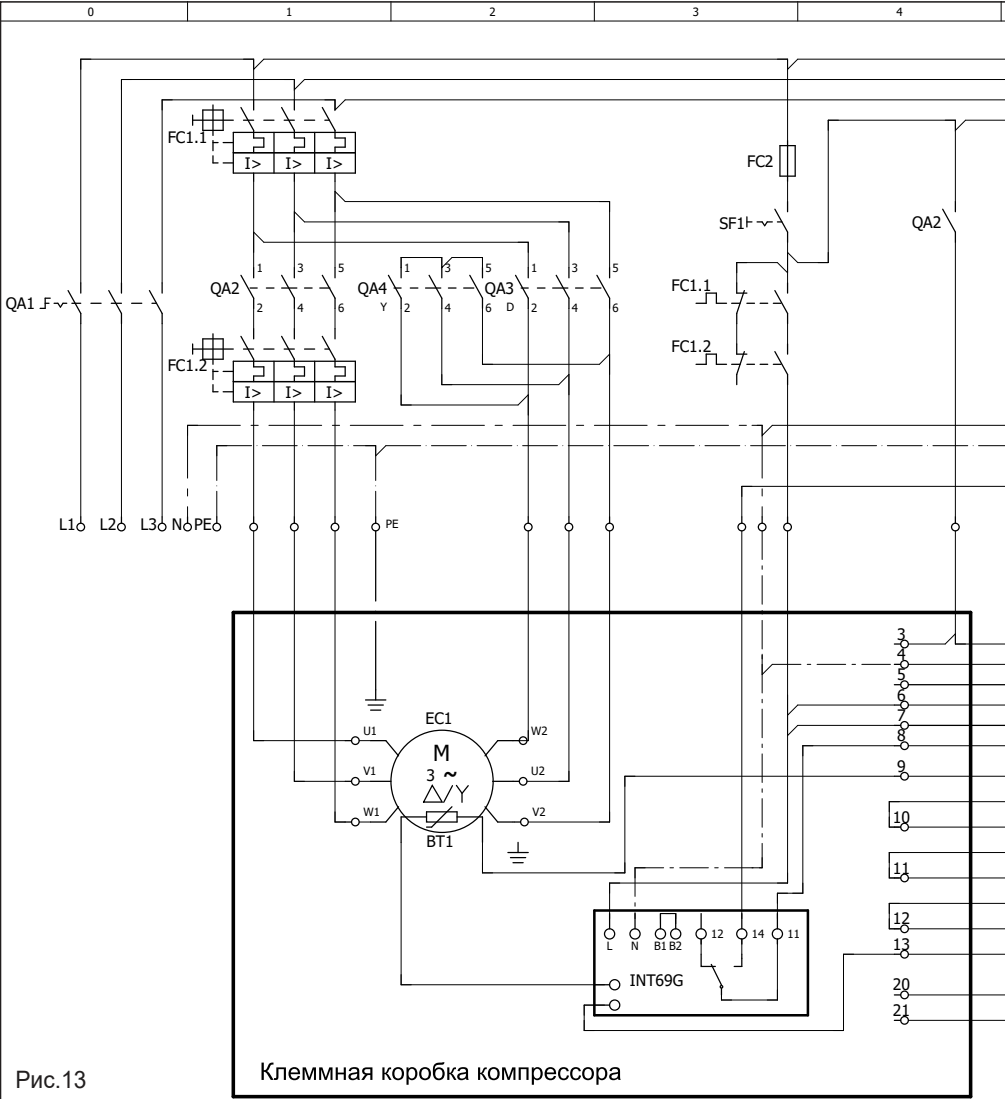 0 1 2 3 4
FC1.1
I> I> I>
FC2
SF1
QA2
QA1
QA2 1 3 5
2 4 6
QA4 1 3 5
Y 2 4 6
QA3 1 3 5
D 2 4 6
FC1.1
FC1.2
FC1.2
I> I> I>
L1 L2 L3 N PE
PE
3
4
5
6
7
8
9
10
11
12
13
20
21
EC1
U1
V1
W1
M
3 ~
△/Y
W2
U2
V2
BT1
L N B1 B2 12 14 11
INT69G
Клеммная коробка компрессора
Рис.13